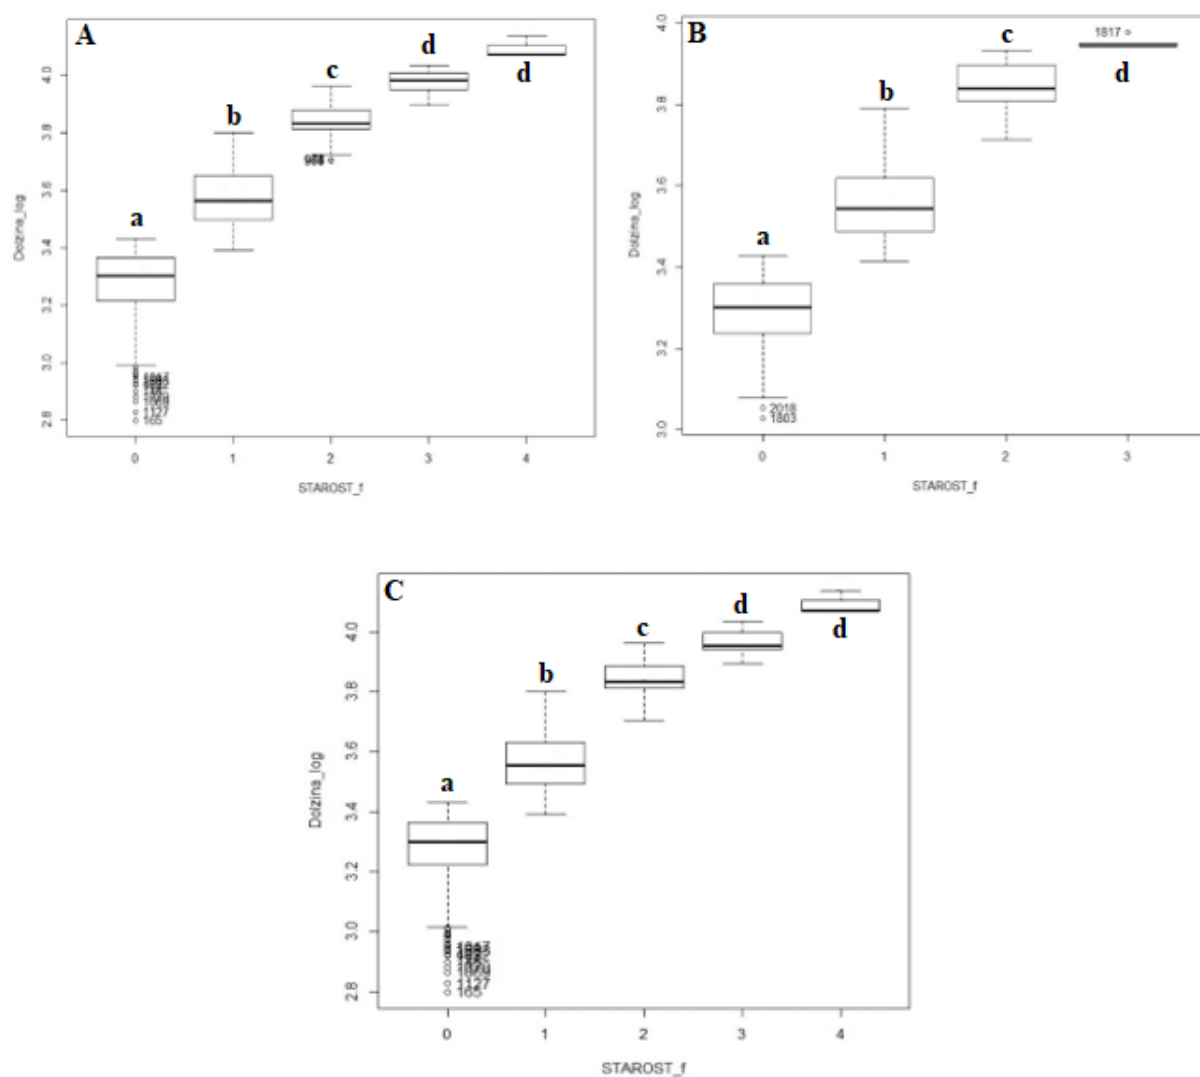 A
a
b
c
d
d
4.0
3.8
3.6
3.4
3.2
3.0
2.8
Dolzina_log
1127
165
0 1 2 3 4
STAROST_f
B
a
b
c
d
1817
4.0
3.8
3.6
3.4
3.2
3.0
Dolzina_log
2018
1803
0 1 2 3
STAROST_f
C
a
b
c
d
d
4.0
3.8
3.6
3.4
3.2
3.0
2.8
Dolzina_log
1127
165
0 1 2 3 4
STAROST_f